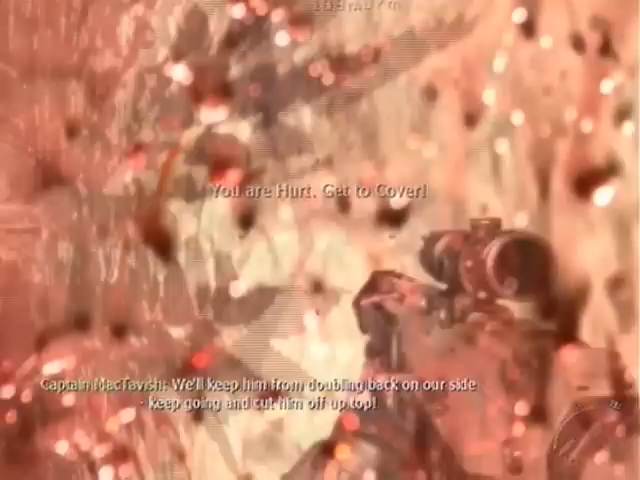 You are Hurt. Get to Cover!
Captain MacTavish: We'll keep him from doubling back on our side
- keep going and cut him off up top!